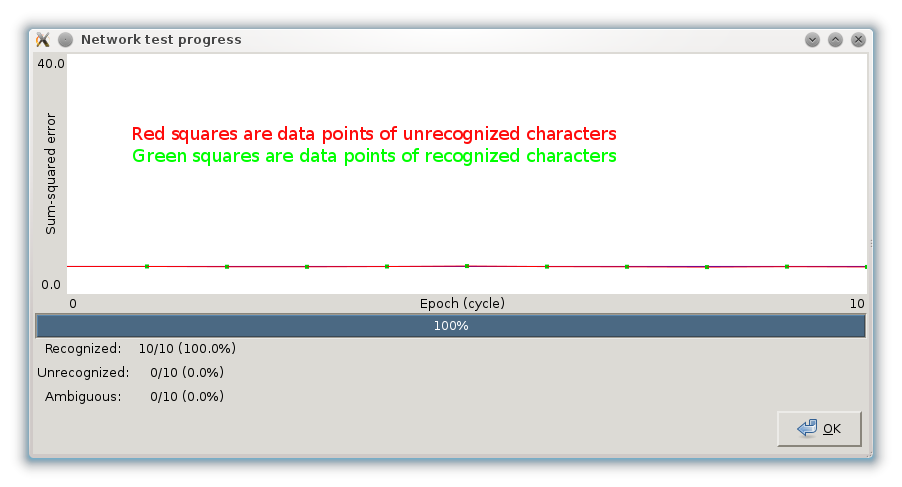 Network test progress
40.0
Sum-squared error
Red squares are data points of unrecognized characters
Green squares are data points of recognized characters
0.0
0 Epoch (cycle) 10
100%
Recognized: 10/10 (100.0%)
Unrecognized: 0/10 (0.0%)
Ambiguous: 0/10 (0.0%)
OK